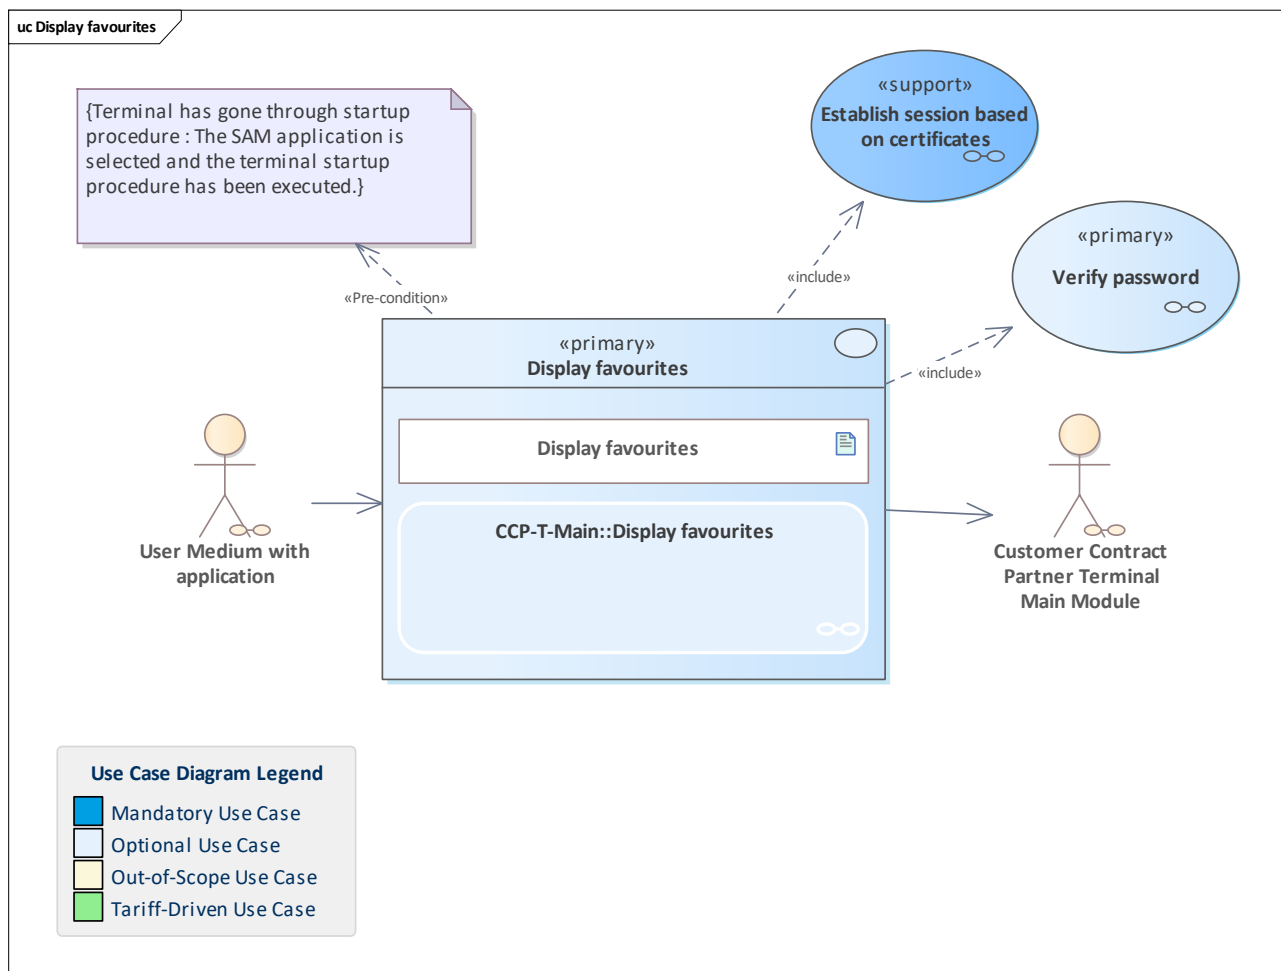 uc Display favourites
{Terminal has gone through startup
procedure : The SAM application is
selected and the terminal startup
procedure has been executed.}
«support»
Establish session based
on certificates
«primary»
Verify password
«Pre-condition»
«include»
«include»
«primary»
Display favourites
Display favourites
CCP-T-Main::Display favourites
User Medium with
application
Customer Contract
Partner Terminal
Main Module
Use Case Diagram Legend
Mandatory Use Case
Optional Use Case
Out-of-Scope Use Case
Tariff-Driven Use Case